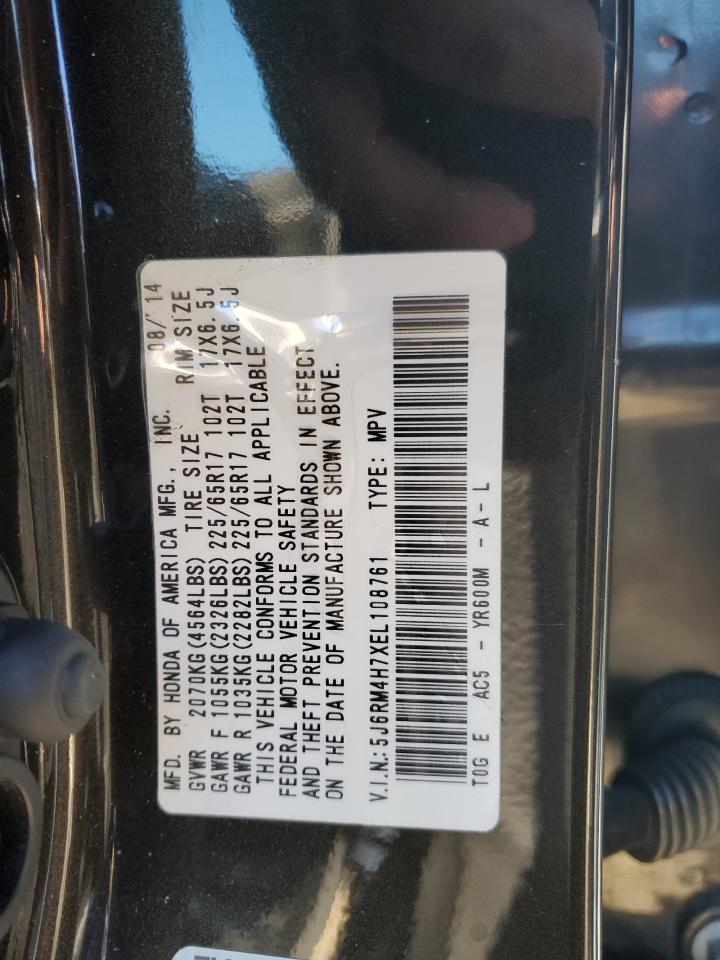 MFD. BY HONDA OF AMERICA MFG., INC. 08/'14
GVWR 2070KG(4564LBS) TIRE SIZE RIM SIZE
GAWR F 1055KG(2326LBS) 225/65R17 102T 17X6.5J
GAWR R 1035KG(2282LBS) 225/65R17 102T 17X6.5J
THIS VEHICLE CONFORMS TO ALL APPLICABLE
FEDERAL MOTOR VEHICLE SAFETY
AND THEFT PREVENTION STANDARDS IN EFFECT
ON THE DATE OF MANUFACTURE SHOWN ABOVE.
V.I.N.: 5J6RM4H7XEL108761 TYPE: MPV
T0G E AC5 - YR600M - A - L